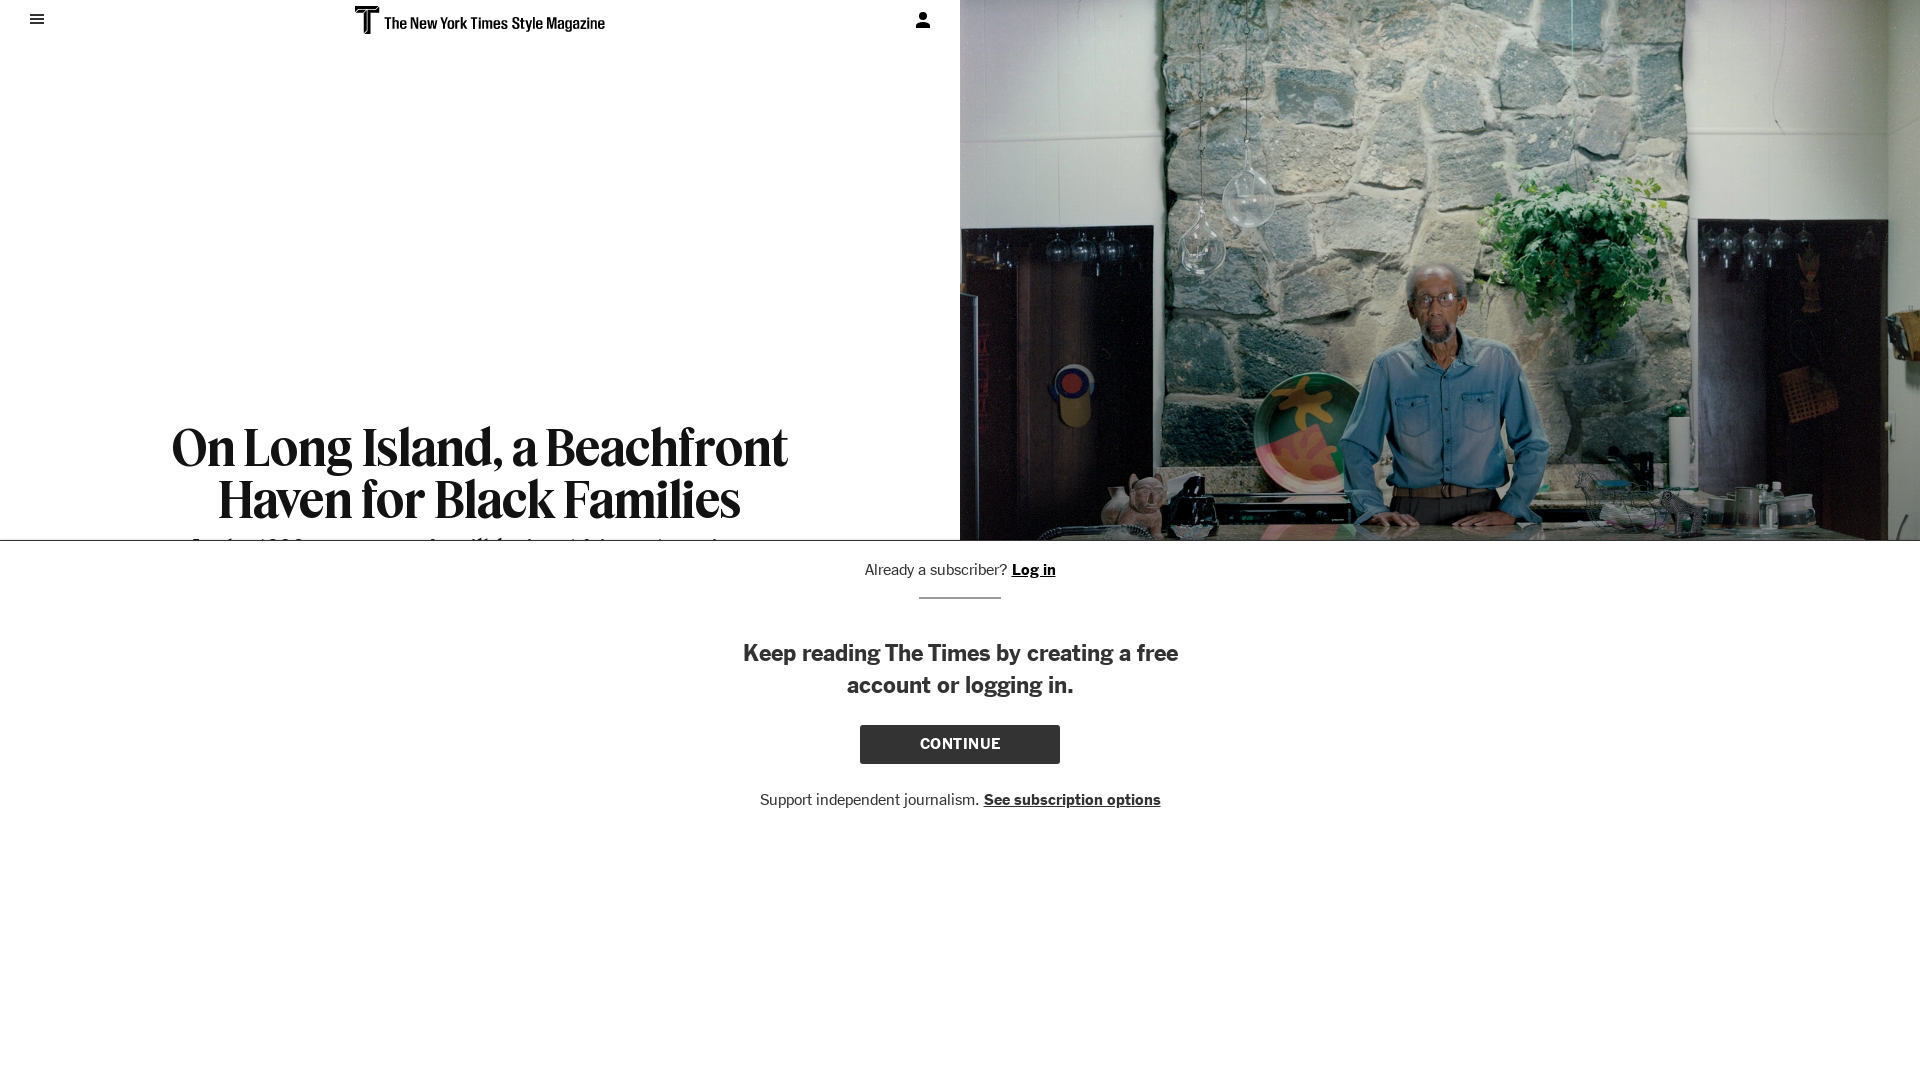 The New York Times Style Magazine
On Long Island, a Beachfront
Haven for Black Families
Already a subscriber? Log in
Keep reading The Times by creating a free
account or logging in.
CONTINUE
Support independent journalism. See subscription options